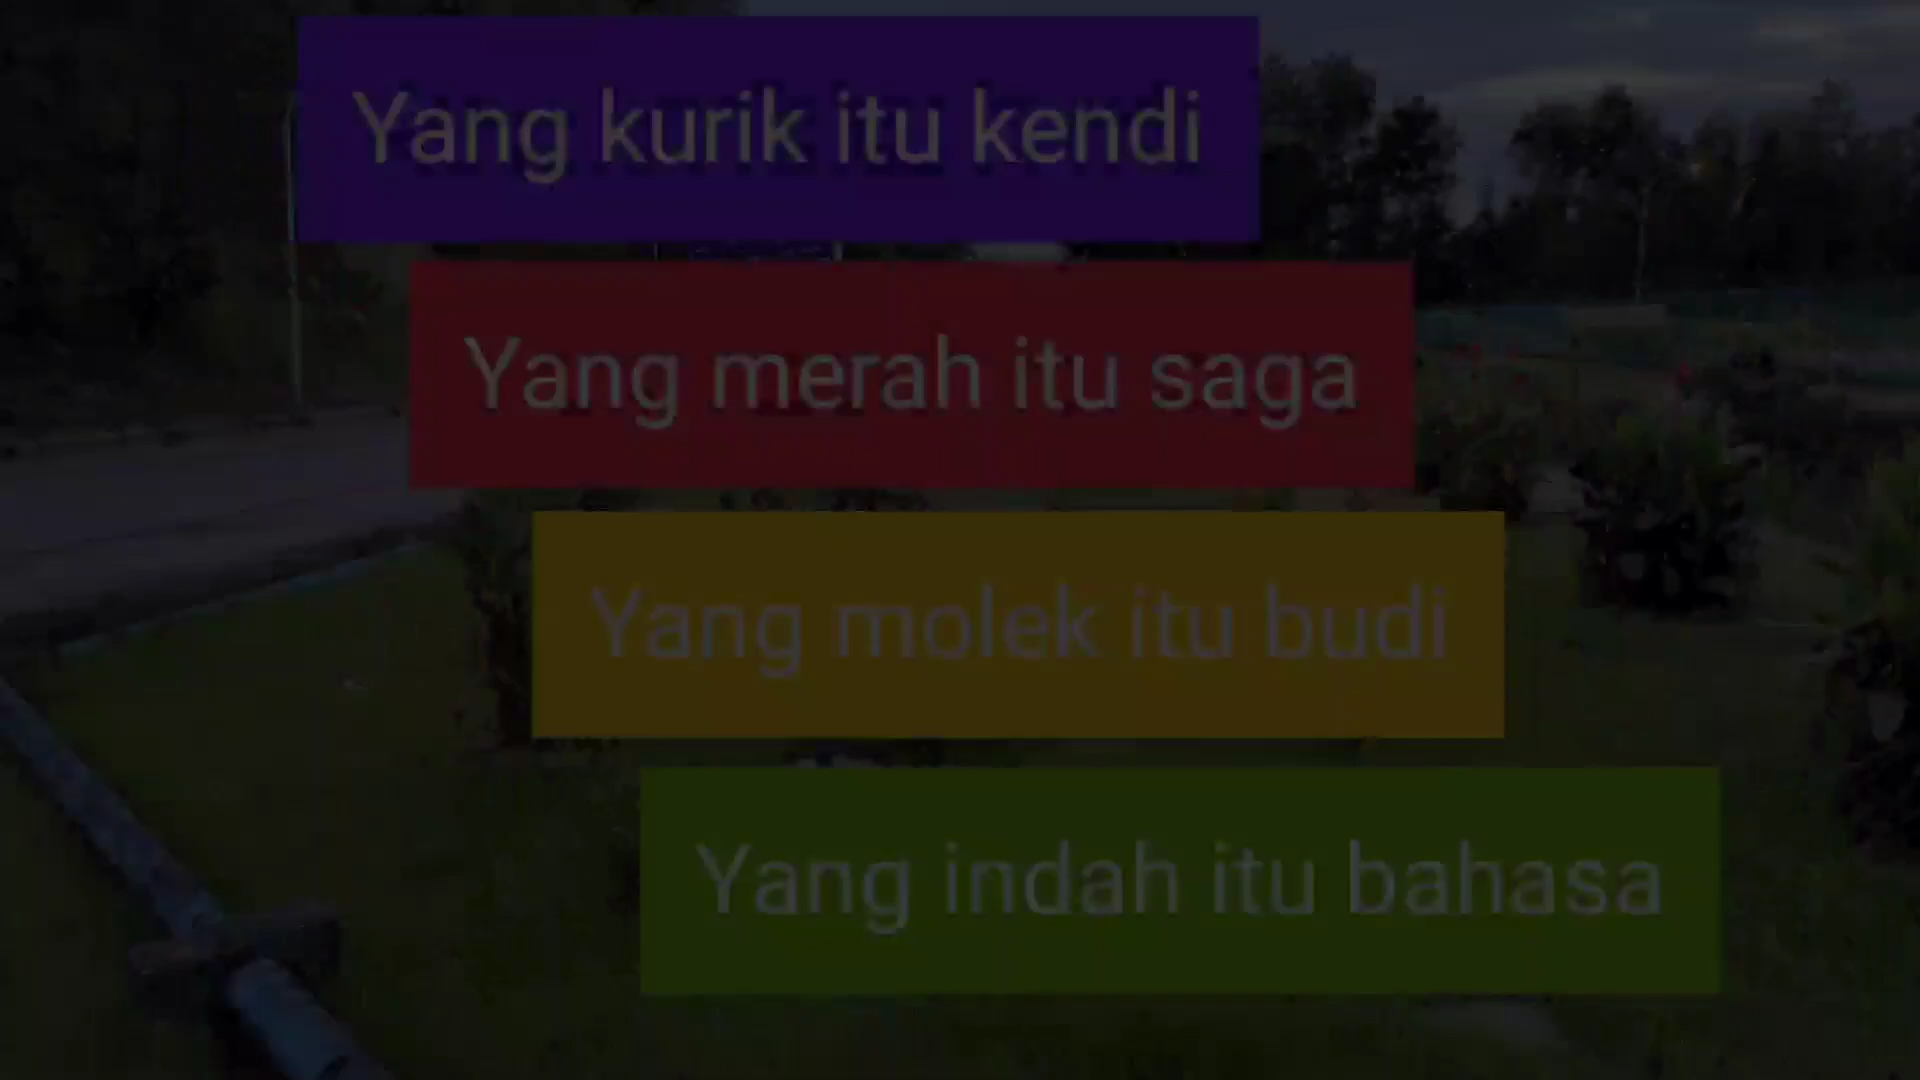 Yang kurik itu kendi
Yang merah itu saga
Yang molek itu budi
Yang indah itu bahasa